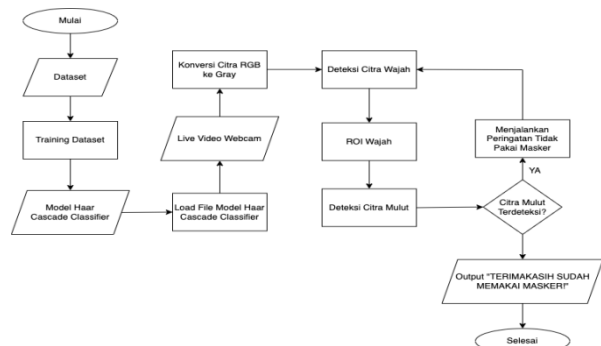 Mulai
Dataset
Training Dataset
Model Haar
Cascade Classifier
Load File Model Haar
Cascade Classifier
Live Video Webcam
Konversi Citra RGB
ke Gray
Deteksi Citra Wajah
ROI Wajah
Deteksi Citra Mulut
Citra Mulut
Terdeteksi?
YA
Menjalankan
Peringatan Tidak
Pakai Masker
Output "TERIMAKASIH SUDAH
MEMAKAI MASKER!"
Selesai